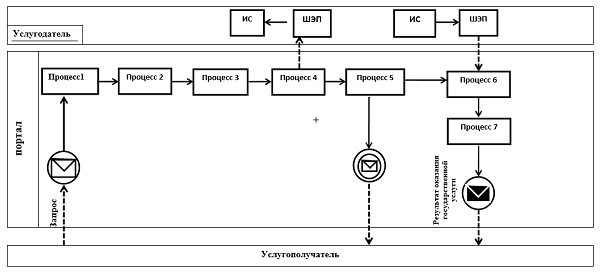 Услугодатель
ИС
ШЭП
ИС
ШЭП
портал
Процесс1
Процесс 2
Процесс 3
Процесс 4
Процесс 5
Процесс 6
Процесс 7
Запрос
Результат оказания
государственной
услуги
Услугополучатель